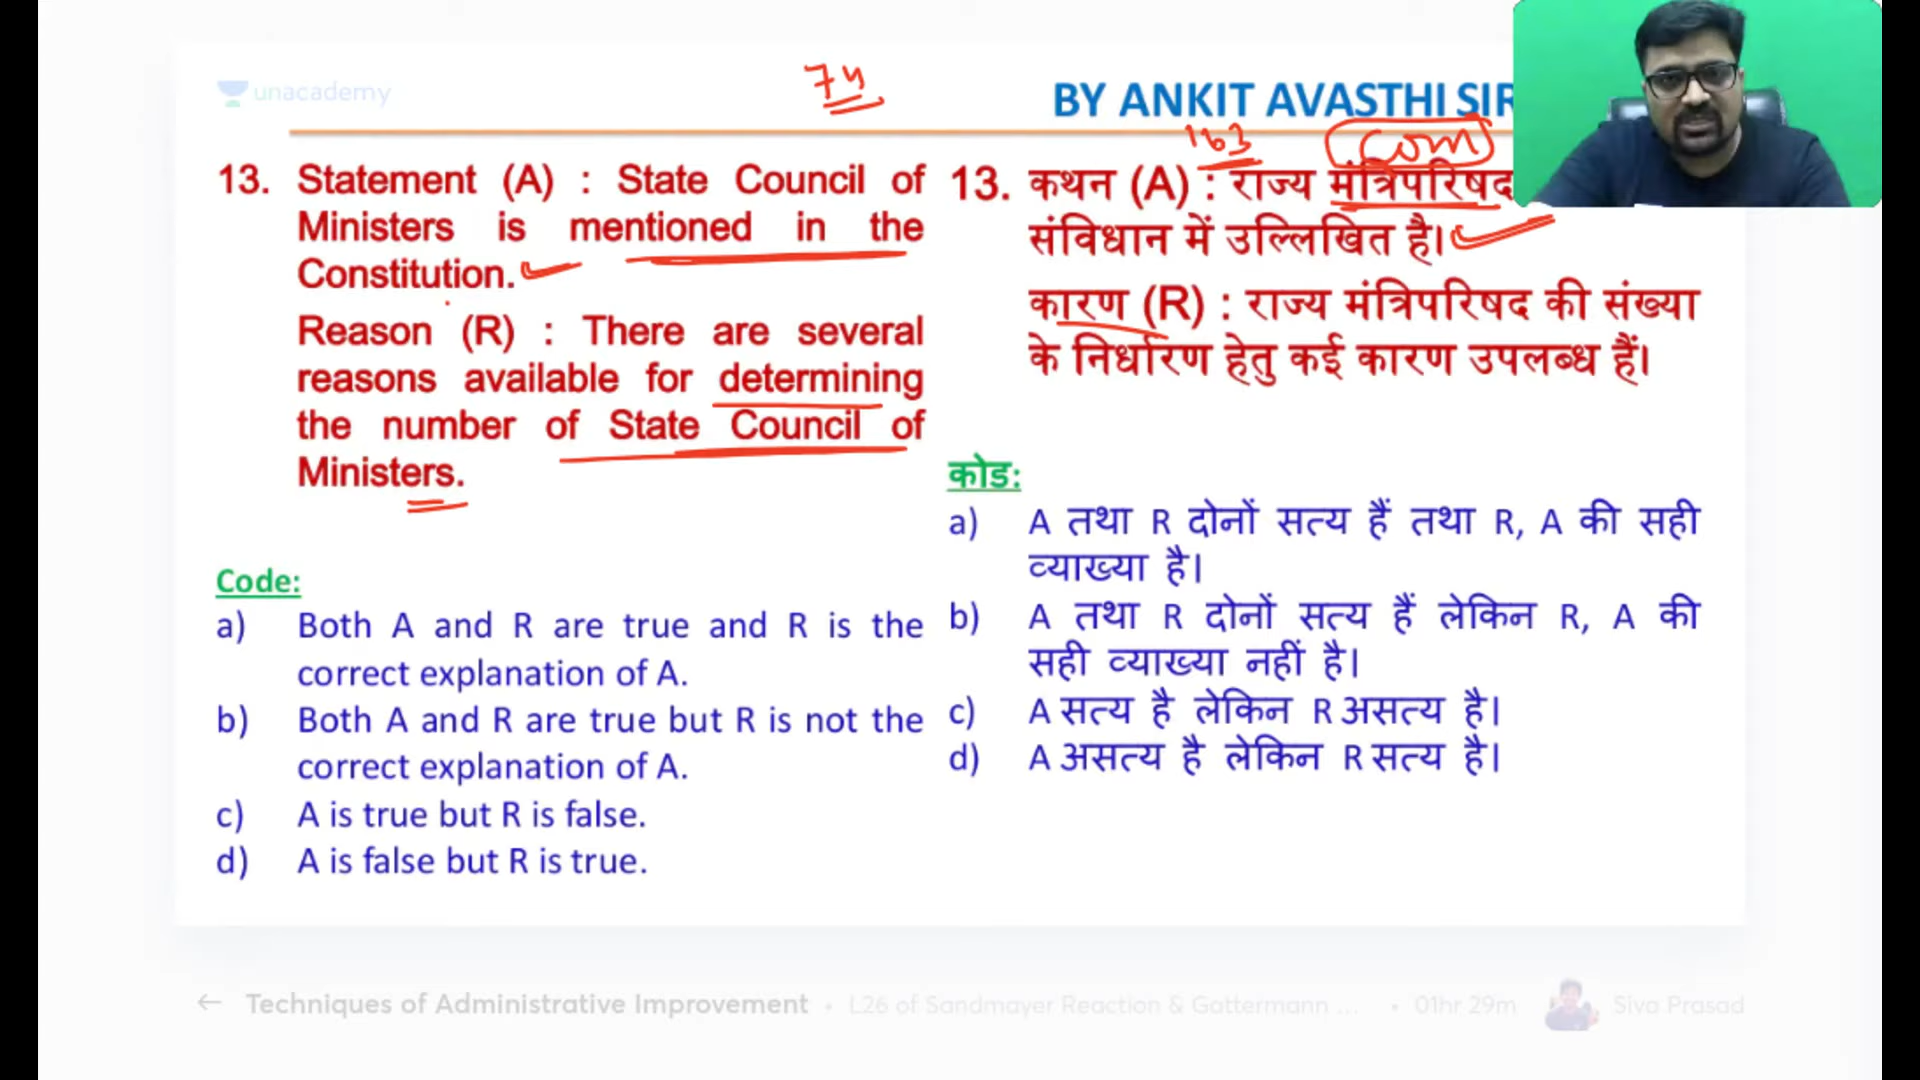 unacademy
74
BY ANKIT AVASTHI SIR
163
COM
13. Statement (A) : State Council of
Ministers is mentioned in the
Constitution.
Reason (R) : There are several
reasons available for determining
the number of State Council of
Ministers.
Code:
a) Both A and R are true and R is the
correct explanation of A.
b) Both A and R are true but R is not the
correct explanation of A.
c) A is true but R is false.
d) A is false but R is true.
13. कथन (A) : राज्य मंत्रिपरिषद
संविधान में उल्लिखित है।
कारण (R) : राज्य मंत्रिपरिषद की संख्या
के निर्धारण हेतु कई कारण उपलब्ध हैं।
कोड:
a) A तथा R दोनों सत्य हैं तथा R, A की सही
व्याख्या है।
b) A तथा R दोनों सत्य हैं लेकिन R, A की
सही व्याख्या नहीं है।
c) A सत्य है लेकिन R असत्य है।
d) A असत्य है लेकिन R सत्य है।
← Techniques of Administrative Improvement • L26 of Sandmayer Reaction & Gattermann ... • 01hr 29m Siva Prasad